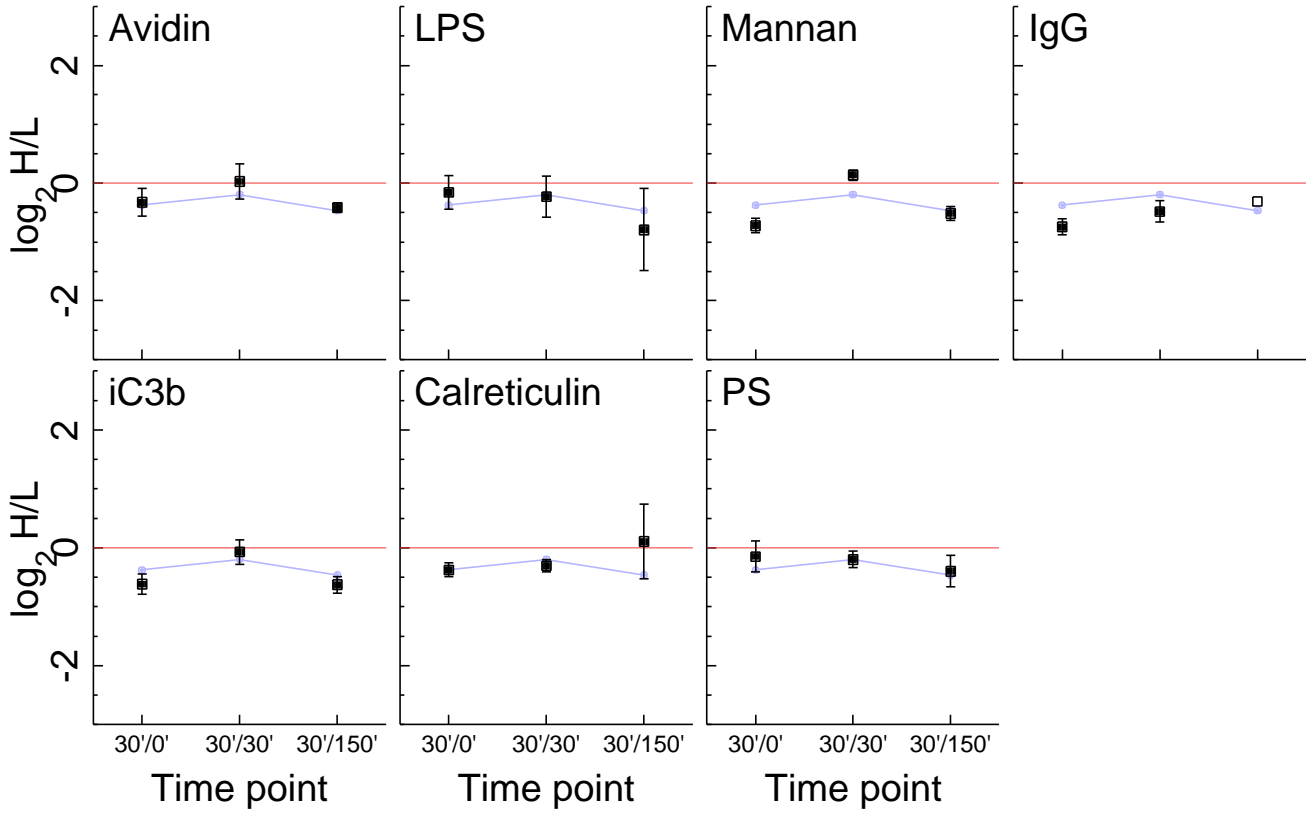 Avidin LPS Mannan IgG
log2 H/L
2
0
-2
iC3b Calreticulin PS
log2 H/L
2
0
-2
30'/0' 30'/30' 30'/150' 30'/0' 30'/30' 30'/150' 30'/0' 30'/30' 30'/150'
Time point Time point Time point